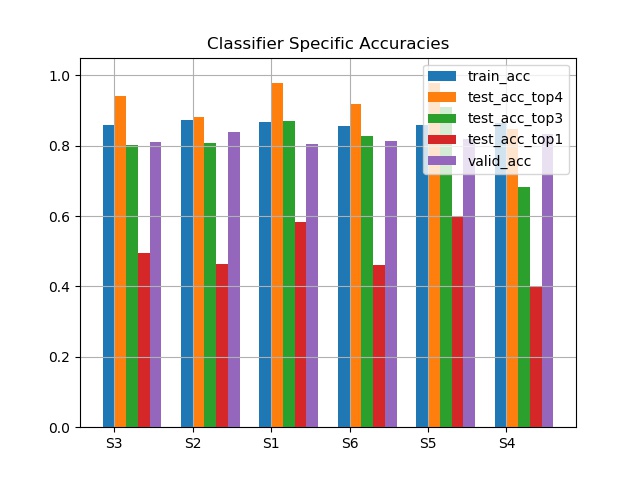 Classifier Specific Accuracies
1.0
0.8
0.6
0.4
0.2
0.0
train_acc
test_acc_top4
test_acc_top3
test_acc_top1
valid_acc
S3 S2 S1 S6 S5 S4